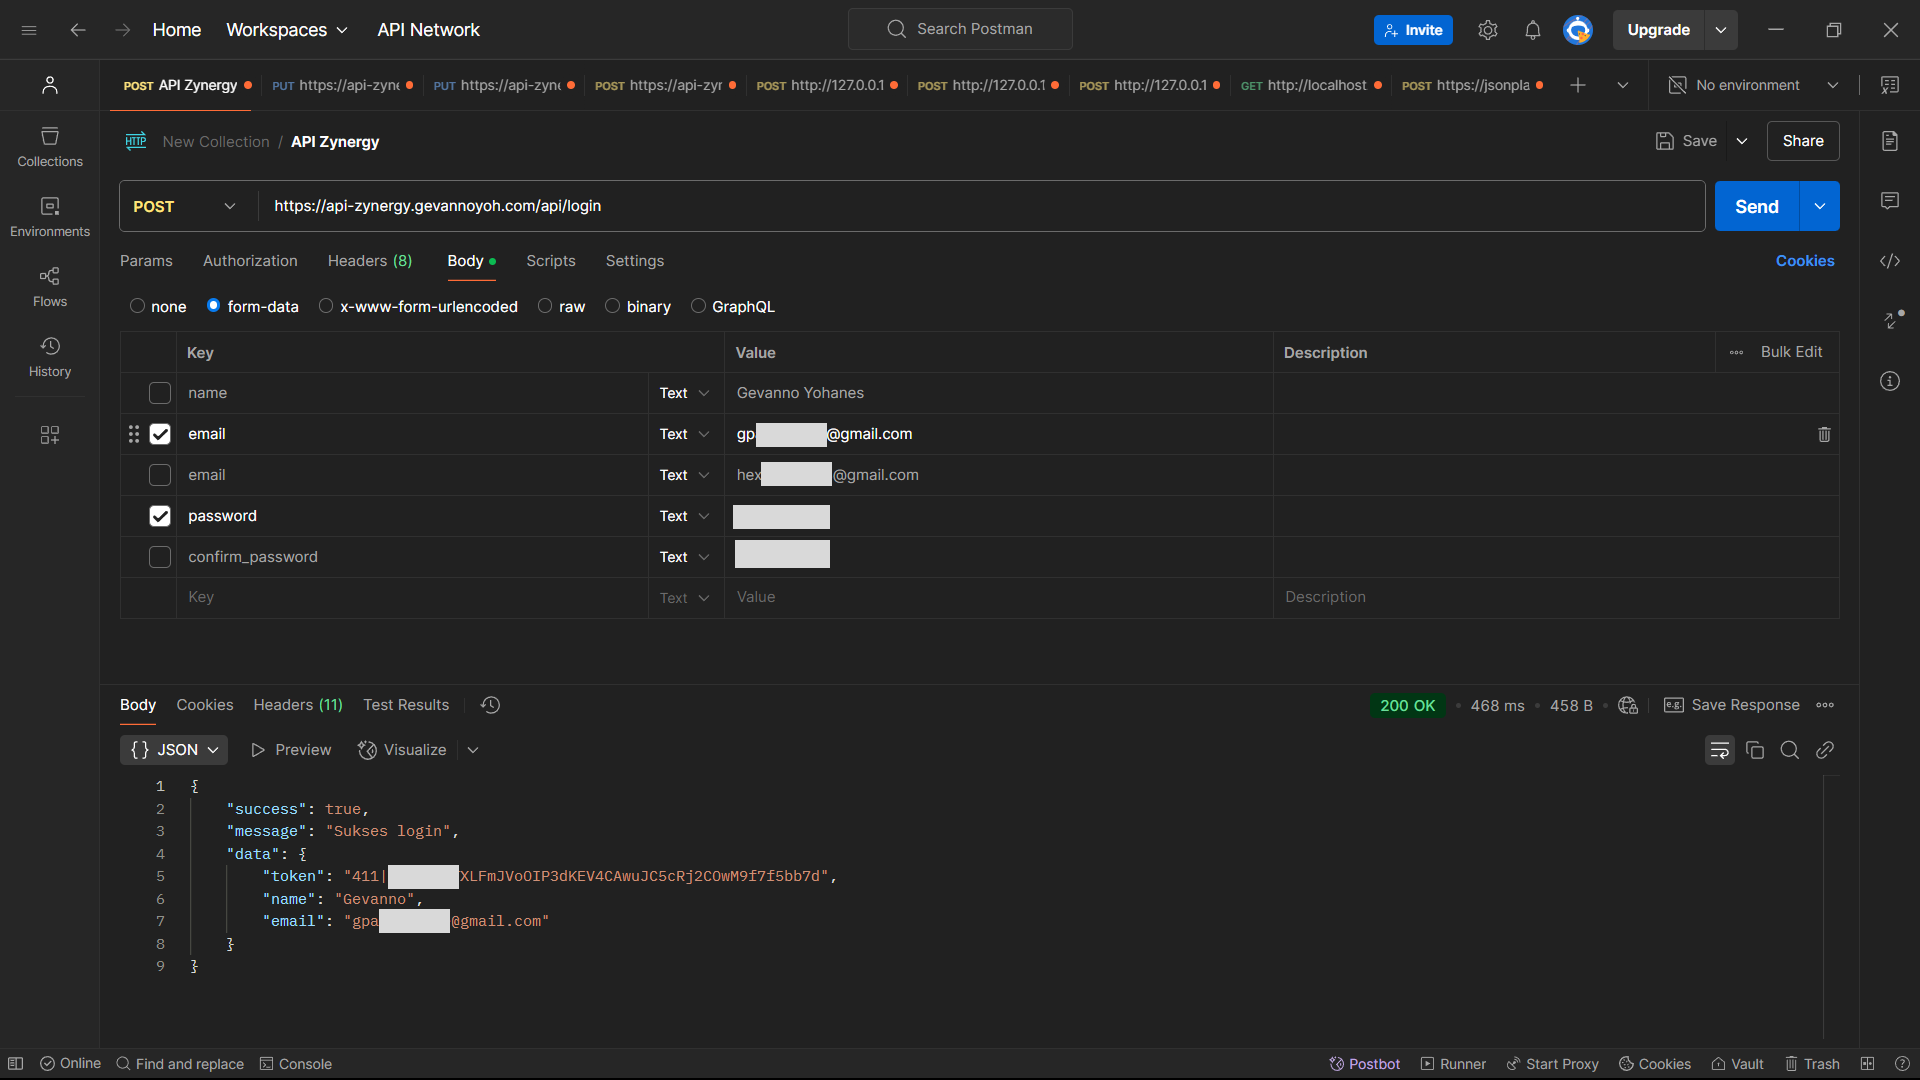 Home Workspaces API Network Search Postman Invite Upgrade
POST API Zynergy PUT https://api-zyne PUT https://api-zyn POST https://api-zyr POST http://127.0.0.1 POST http://127.0.0.1 POST http://127.0.0.1 GET http://localhost POST https://jsonpla No environment
HTTP New Collection / API Zynergy Save Share
Collections
Environments
Flows
History
POST https://api-zynergy.gevannoyoh.com/api/login Send
Params Authorization Headers (8) Body Scripts Settings Cookies
none form-data x-www-form-urlencoded raw binary GraphQL
Key Value Description Bulk Edit
name Text Gevanno Yohanes
email Text gp @gmail.com
email Text hex @gmail.com
password Text
confirm_password Text
Key Text Value Description
Body Cookies Headers (11) Test Results 200 OK 468 ms 458 B e.g. Save Response
{} JSON Preview Visualize
1 {
2 "success": true,
3 "message": "Sukses login",
4 "data": {
5 "token": "411| XLFmJVoOIP3dKEV4CAwuJC5cRj2COwM9f7f5bb7d",
6 "name": "Gevanno",
7 "email": "gpa @gmail.com"
8 }
9 }
Online Find and replace Console Postbot Runner Start Proxy Cookies Vault Trash